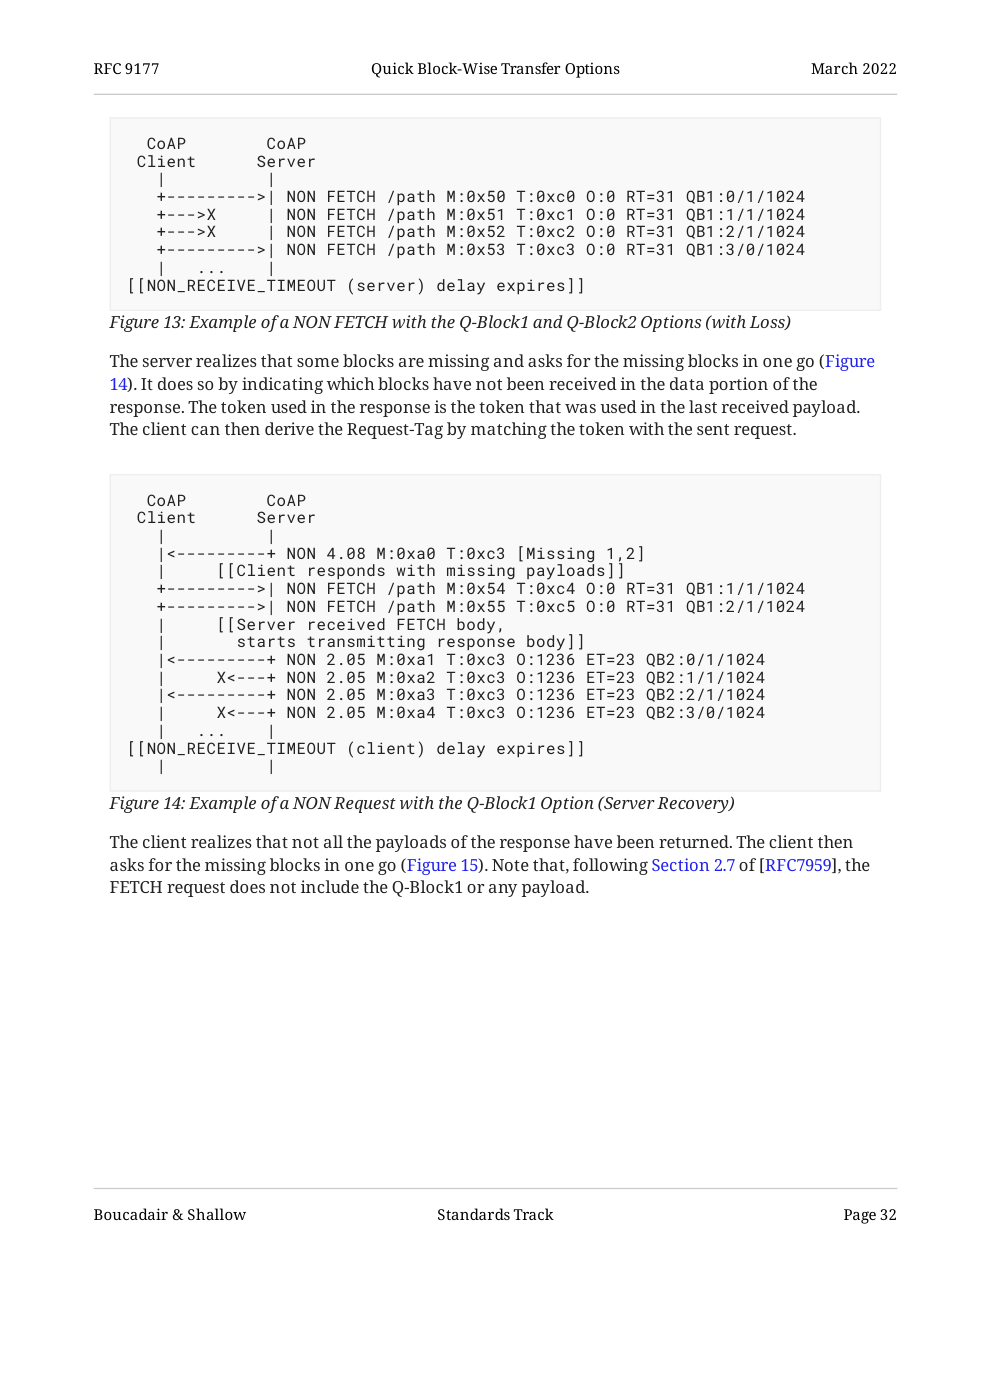 RFC 9177 Quick Block-Wise Transfer Options March 2022
    CoAP        CoAP
   Client      Server
     |          |
     +--------->| NON FETCH /path M:0x50 T:0xc0 O:0 RT=31 QB1:0/1/1024
     +--->X     | NON FETCH /path M:0x51 T:0xc1 O:0 RT=31 QB1:1/1/1024
     +--->X     | NON FETCH /path M:0x52 T:0xc2 O:0 RT=31 QB1:2/1/1024
     +--------->| NON FETCH /path M:0x53 T:0xc3 O:0 RT=31 QB1:3/0/1024
     |   ...    |
  [[NON_RECEIVE_TIMEOUT (server) delay expires]]
Figure 13: Example of a NON FETCH with the Q-Block1 and Q-Block2 Options (with Loss)
The server realizes that some blocks are missing and asks for the missing blocks in one go (Figure
14). It does so by indicating which blocks have not been received in the data portion of the
response. The token used in the response is the token that was used in the last received payload.
The client can then derive the Request-Tag by matching the token with the sent request.
    CoAP        CoAP
   Client      Server
     |          |
     |<---------+ NON 4.08 M:0xa0 T:0xc3 [Missing 1,2]
     |     [[Client responds with missing payloads]]
     +--------->| NON FETCH /path M:0x54 T:0xc4 O:0 RT=31 QB1:1/1/1024
     +--------->| NON FETCH /path M:0x55 T:0xc5 O:0 RT=31 QB1:2/1/1024
     |     [[Server received FETCH body,
     |       starts transmitting response body]]
     |<---------+ NON 2.05 M:0xa1 T:0xc3 O:1236 ET=23 QB2:0/1/1024
     |     X<---+ NON 2.05 M:0xa2 T:0xc3 O:1236 ET=23 QB2:1/1/1024
     |<---------+ NON 2.05 M:0xa3 T:0xc3 O:1236 ET=23 QB2:2/1/1024
     |     X<---+ NON 2.05 M:0xa4 T:0xc3 O:1236 ET=23 QB2:3/0/1024
     |   ...    |
  [[NON_RECEIVE_TIMEOUT (client) delay expires]]
     |          |
Figure 14: Example of a NON Request with the Q-Block1 Option (Server Recovery)
The client realizes that not all the payloads of the response have been returned. The client then
asks for the missing blocks in one go (Figure 15). Note that, following Section 2.7 of [RFC7959], the
FETCH request does not include the Q-Block1 or any payload.
Boucadair & Shallow Standards Track Page 32